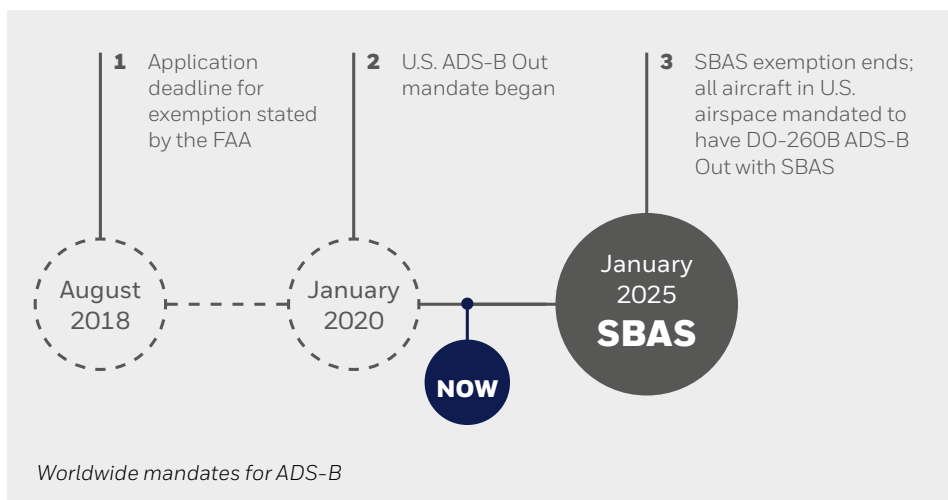 1 Application
deadline for
exemption stated
by the FAA
2 U.S. ADS-B Out
mandate began
3 SBAS exemption ends;
all aircraft in U.S.
airspace mandated to
have DO-260B ADS-B
Out with SBAS
August
2018
January
2020
NOW
January
2025
SBAS
Worldwide mandates for ADS-B